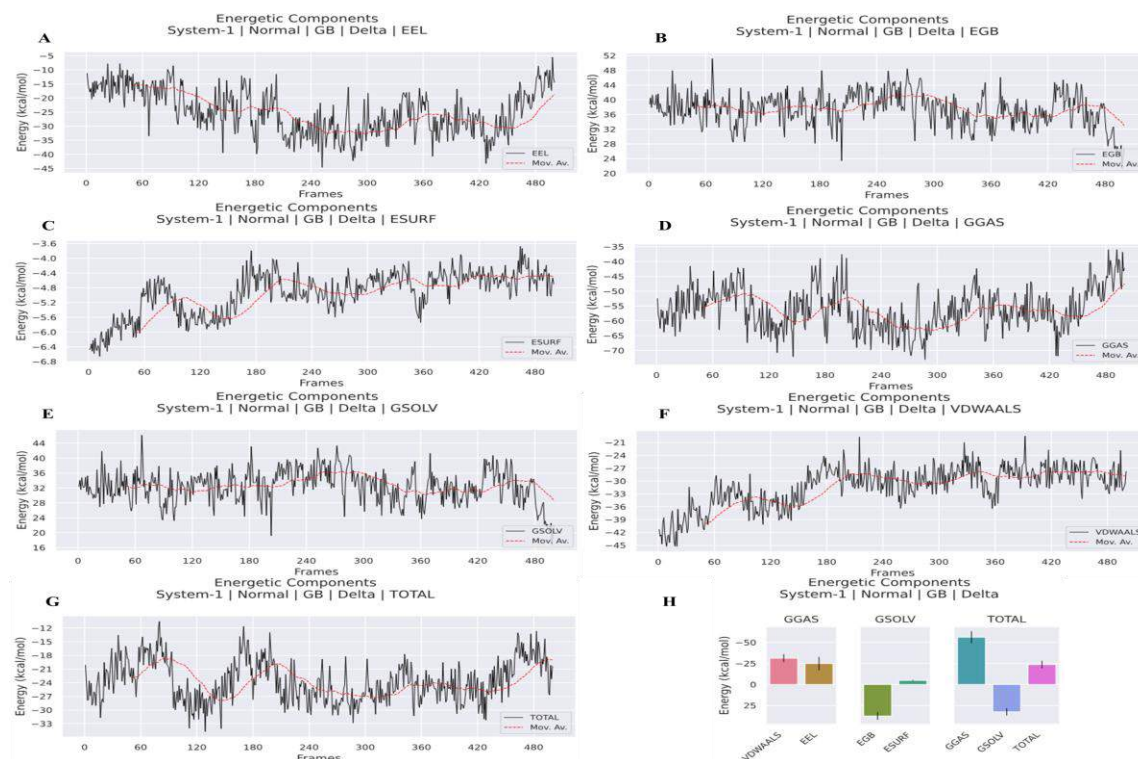 A
Energetic Components
System-1 | Normal | GB | Delta | EEL
Energy (kcal/mol)
−5
−10
−15
−20
−25
−30
−35
−40
−45
0 60 120 180 240 300 360 420 480
Frames
EEL
Mov. Av.
B
Energetic Components
System-1 | Normal | GB | Delta | EGB
Energy (kcal/mol)
52
48
44
40
36
32
28
24
20
0 60 120 180 240 300 360 420 480
Frames
EGB
Mov. Av.
C
Energetic Components
System-1 | Normal | GB | Delta | ESURF
Energy (kcal/mol)
−3.6
−4.0
−4.4
−4.8
−5.2
−5.6
−6.0
−6.4
−6.8
0 60 120 180 240 300 360 420 480
Frames
ESURF
Mov. Av.
D
Energetic Components
System-1 | Normal | GB | Delta | GGAS
Energy (kcal/mol)
−35
−40
−45
−50
−55
−60
−65
−70
0 60 120 180 240 300 360 420 480
Frames
GGAS
Mov. Av.
E
Energetic Components
System-1 | Normal | GB | Delta | GSOLV
Energy (kcal/mol)
44
40
36
32
28
24
20
16
0 60 120 180 240 300 360 420 480
Frames
GSOLV
Mov. Av.
F
Energetic Components
System-1 | Normal | GB | Delta | VDWAALS
Energy (kcal/mol)
−21
−24
−27
−30
−33
−36
−39
−42
−45
0 60 120 180 240 300 360 420 480
Frames
VDWAALS
Mov. Av.
G
Energetic Components
System-1 | Normal | GB | Delta | TOTAL
Energy (kcal/mol)
−12
−15
−18
−21
−24
−27
−30
−33
0 60 120 180 240 300 360 420 480
Frames
TOTAL
Mov. Av.
H
Energetic Components
System-1 | Normal | GB | Delta
GGAS GSOLV TOTAL
Energy (kcal/mol)
−50
−25
0
25
VDWAALS EEL EGB ESURF GGAS GSOLV TOTAL